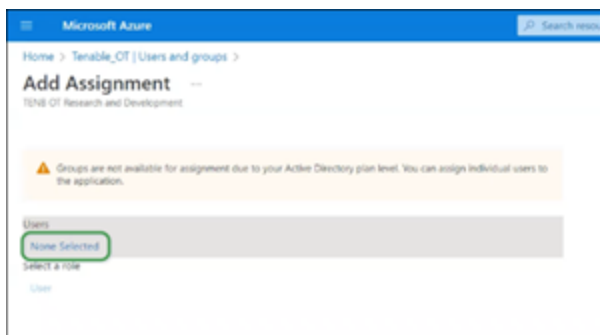 Microsoft Azure
Search resou
Home > Tenable_OT | Users and groups >
Add Assignment ...
TENB OT Research and Development
Groups are not available for assignment due to your Active Directory plan level. You can assign individual users to
the application.
Users
None Selected
Select a role
User